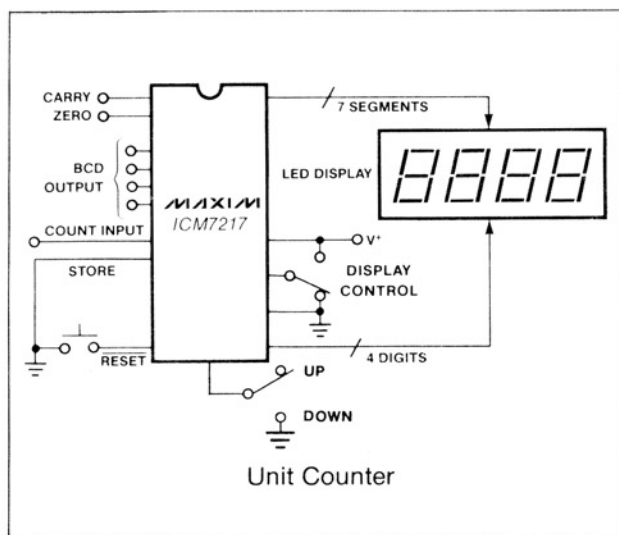 CARRY
ZERO
7 SEGMENTS
BCD
OUTPUT
LED DISPLAY
8888
MAXIM
ICM7217
COUNT INPUT
V+
STORE
DISPLAY
CONTROL
RESET
4 DIGITS
UP
DOWN
Unit Counter